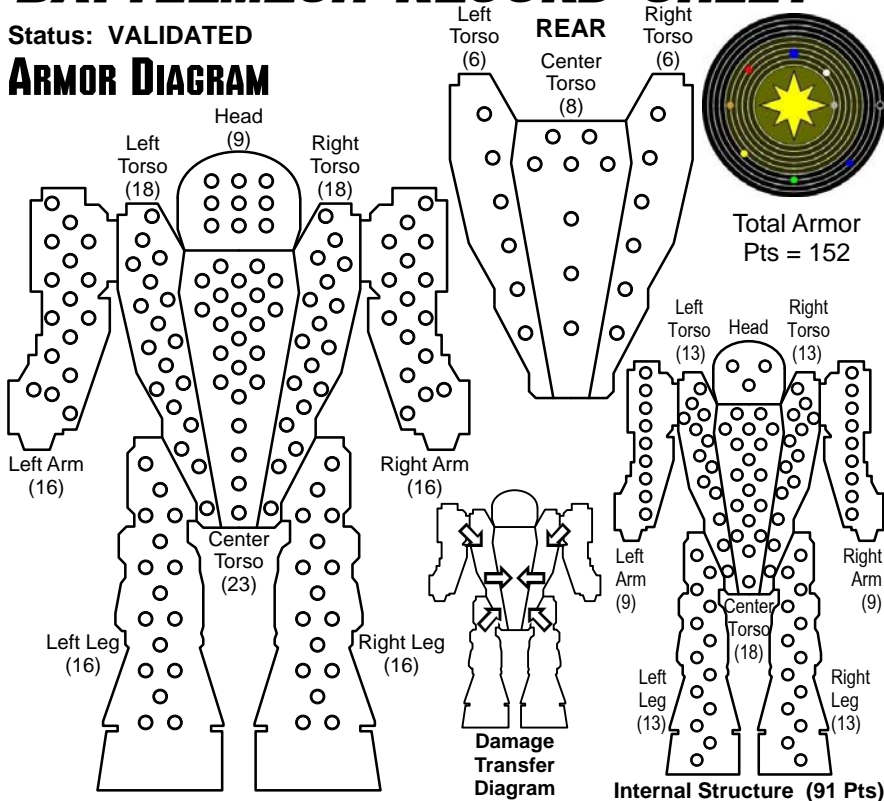 BATTLEMECH RECORD SHEET
Status: VALIDATED
ARMOR DIAGRAM
Head
(9)
Left
Torso
(18)
Right
Torso
(18)
Left Arm
(16)
Right Arm
(16)
Center
Torso
(23)
Left Leg
(16)
Right Leg
(16)
REAR
Left
Torso
(6)
Center
Torso
(8)
Right
Torso
(6)
Total Armor
Pts = 152
Left
Torso
(13)
Head
Right
Torso
(13)
Left
Arm
(9)
Right
Arm
(9)
Center
Torso
(18)
Left
Leg
(13)
Right
Leg
(13)
Damage
Transfer
Diagram
Internal Structure (91 Pts)